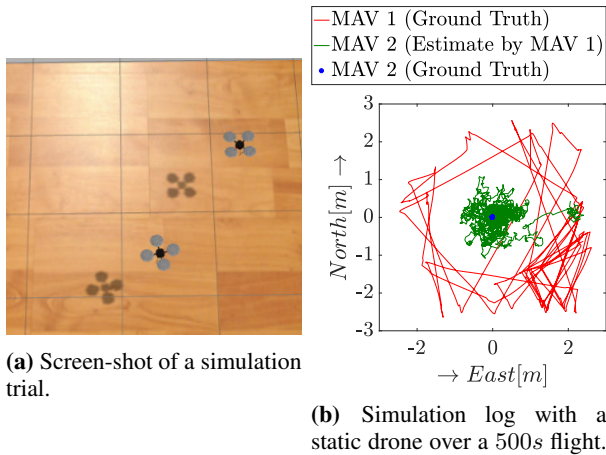 MAV 1 (Ground Truth)
MAV 2 (Estimate by MAV 1)
MAV 2 (Ground Truth)
3
2
1
0
-1
-2
-3
North[m] →
-2
0
2
→ East[m]
(a) Screen-shot of a simulation
trial.
(b) Simulation log with a
static drone over a 500s flight.